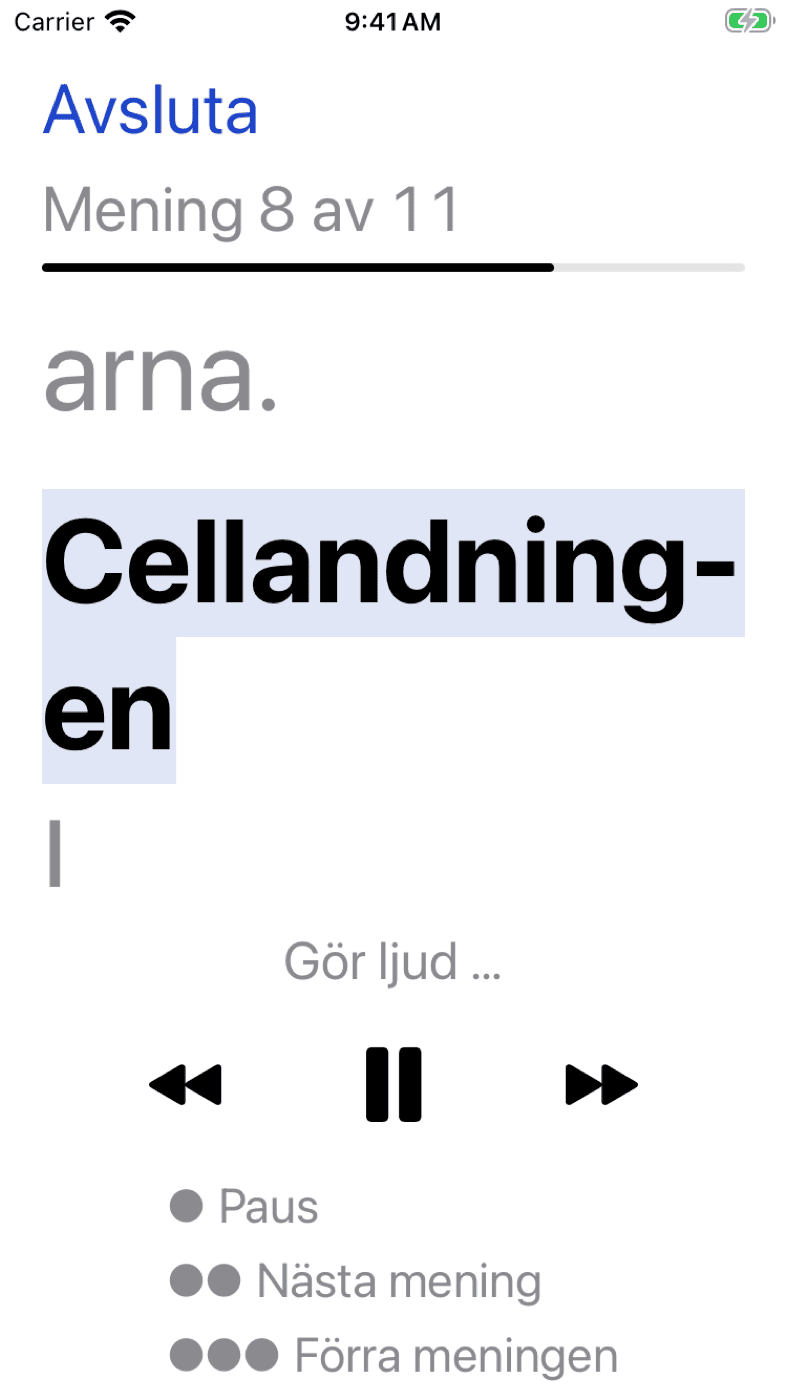 Carrier 9:41 AM
Avsluta
Mening 8 av 11
arna.
Cellandning-
en
I
Gör ljud ...
Paus
Nästa mening
Förra meningen